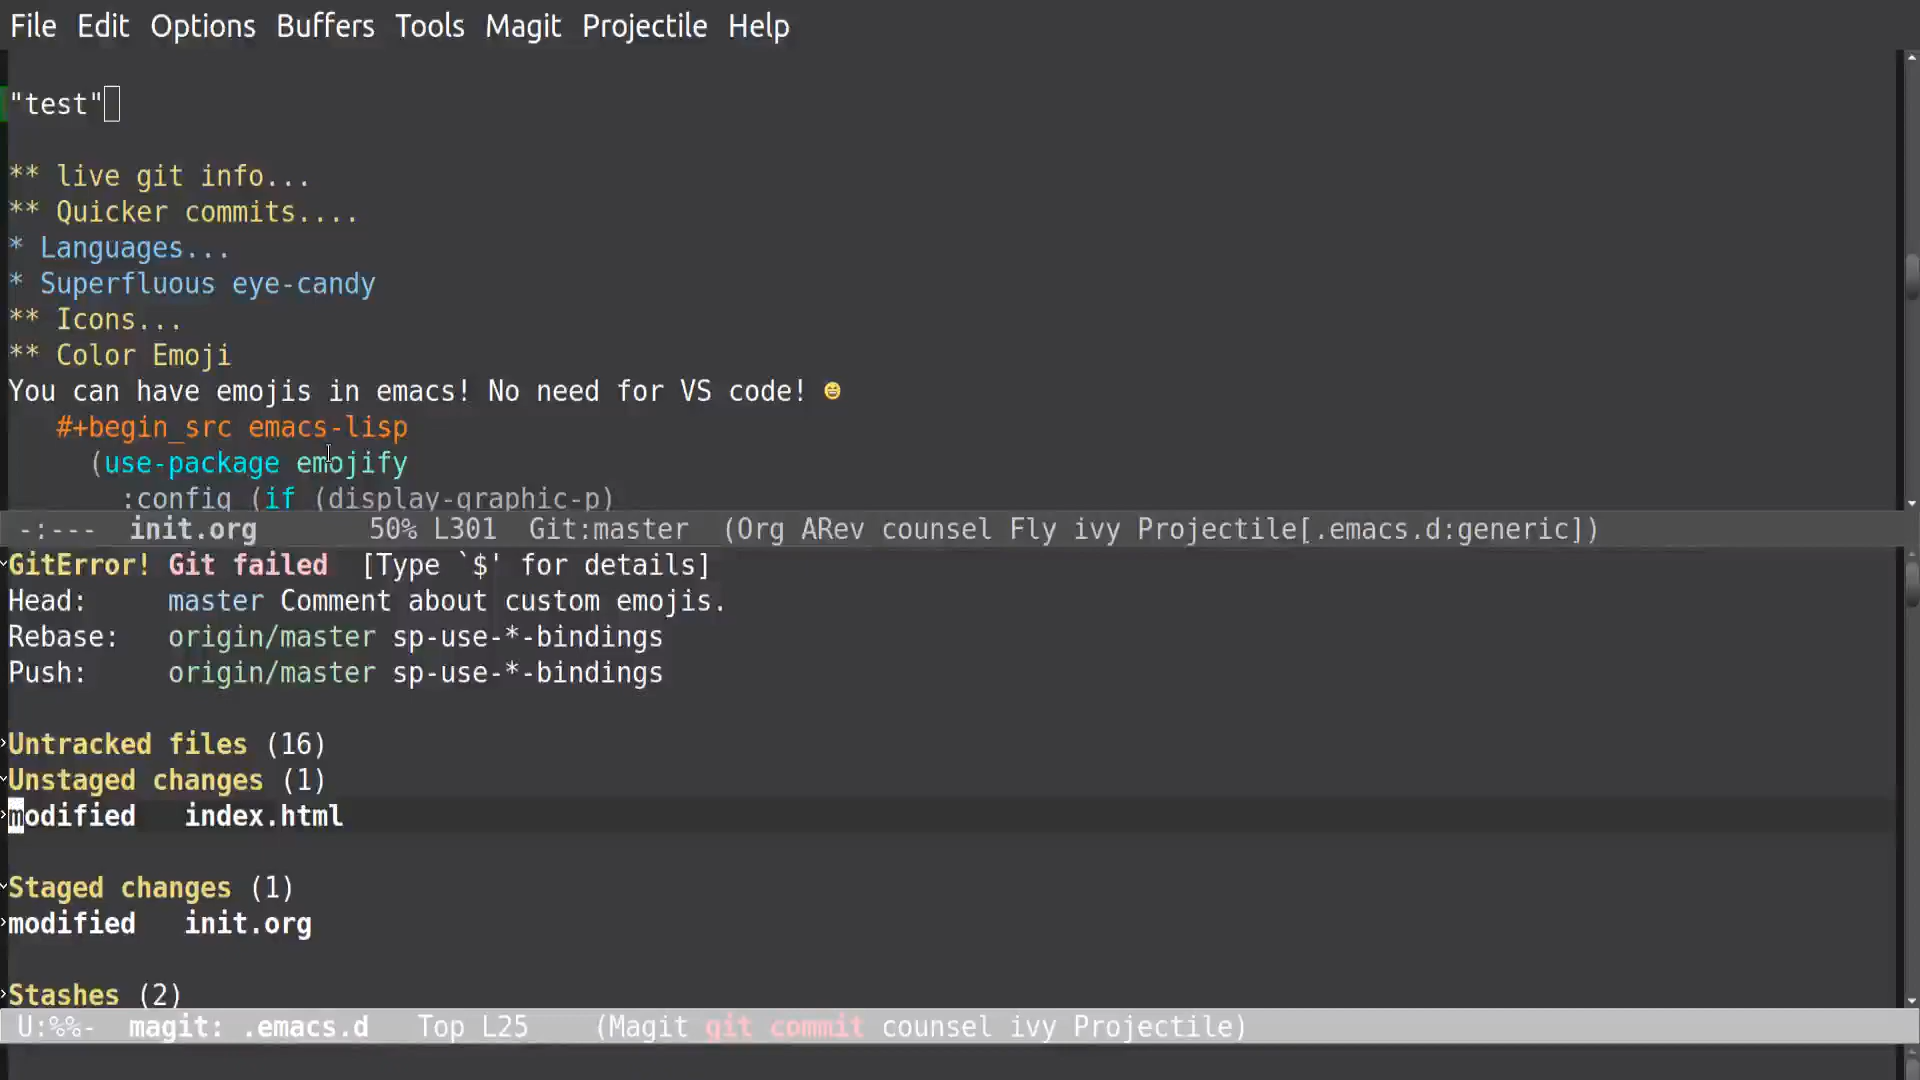 File Edit Options Buffers Tools Magit Projectile Help
"test"
** live git info...
** Quicker commits....
* Languages...
* Superfluous eye-candy
** Icons...
** Color Emoji
You can have emojis in emacs! No need for VS code! 😄
#+begin_src emacs-lisp
(use-package emojify
:config (if (display-graphic-p)
-:--- init.org 50% L301 Git:master (Org ARev counsel Fly ivy Projectile[.emacs.d:generic])
GitError! Git failed [Type `$' for details]
Head: master Comment about custom emojis.
Rebase: origin/master sp-use-*-bindings
Push: origin/master sp-use-*-bindings
Untracked files (16)
Unstaged changes (1)
modified index.html
Staged changes (1)
modified init.org
Stashes (2)
U:%%- magit: .emacs.d Top L25 (Magit git commit counsel ivy Projectile)